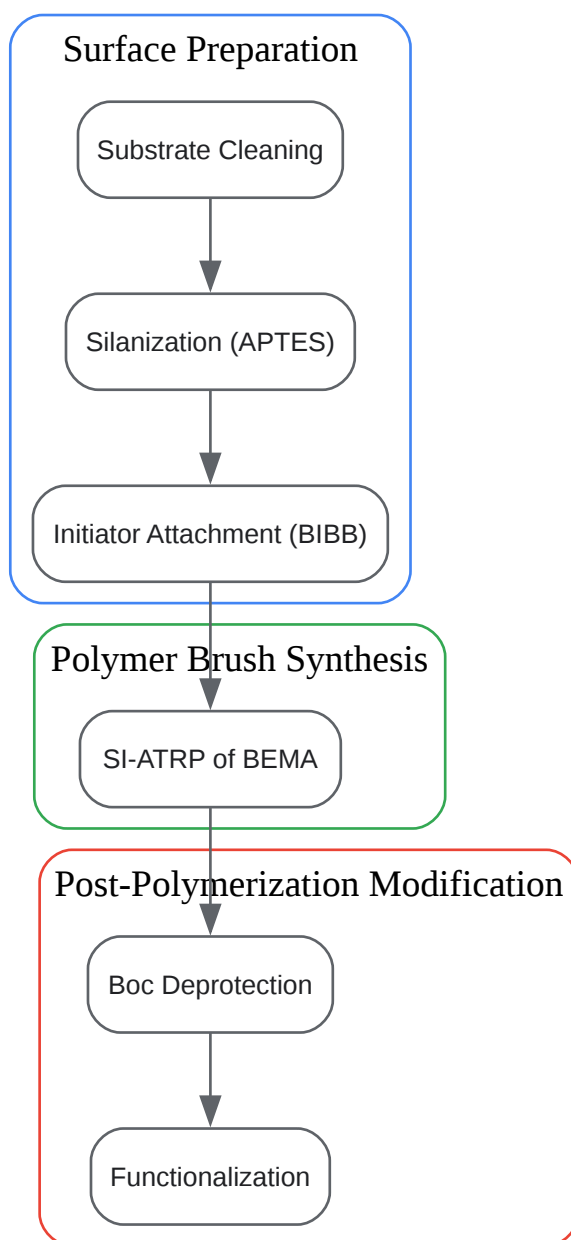 Surface Preparation
Substrate Cleaning
Silanization (APTES)
Initiator Attachment (BIBB)
Polymer Brush Synthesis
SI-ATRP of BEMA
Post-Polymerization Modification
Boc Deprotection
Functionalization